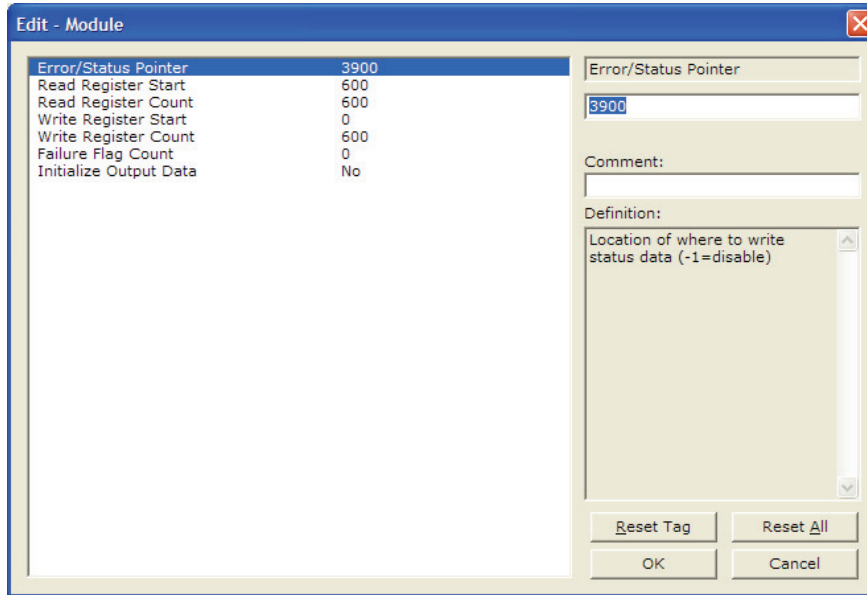 Edit - Module
Error/Status Pointer 3900
Read Register Start 600
Read Register Count 600
Write Register Start 0
Write Register Count 600
Failure Flag Count 0
Initialize Output Data No
Error/Status Pointer
3900
Comment:
Definition:
Location of where to write
status data (-1=disable)
Reset Tag Reset All
OK Cancel